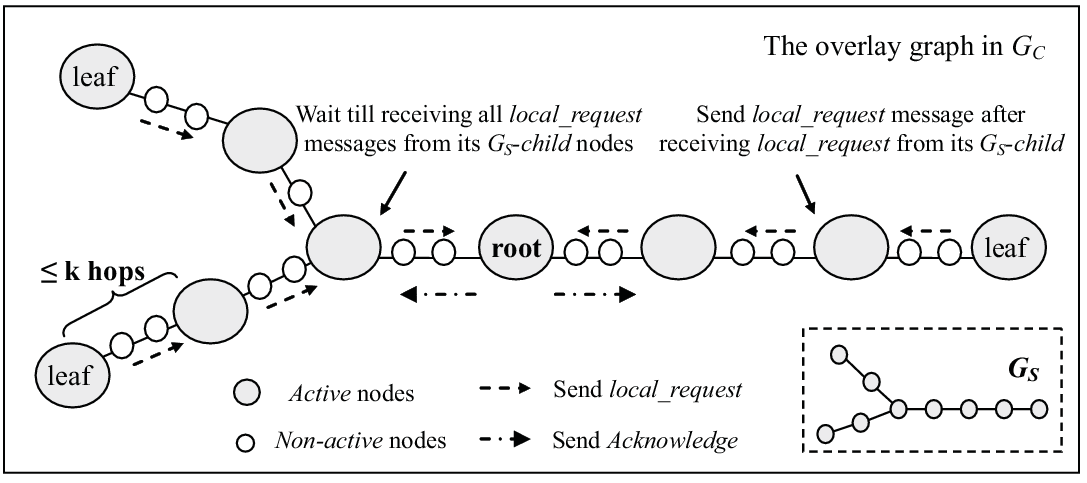 The overlay graph in G_C
leaf
Wait till receiving all local_request
messages from its G_S-child nodes
Send local_request message after
receiving local_request from its G_S-child
root
leaf
≤ k hops
leaf
Active nodes
Send local_request
Non-active nodes
Send Acknowledge
G_S